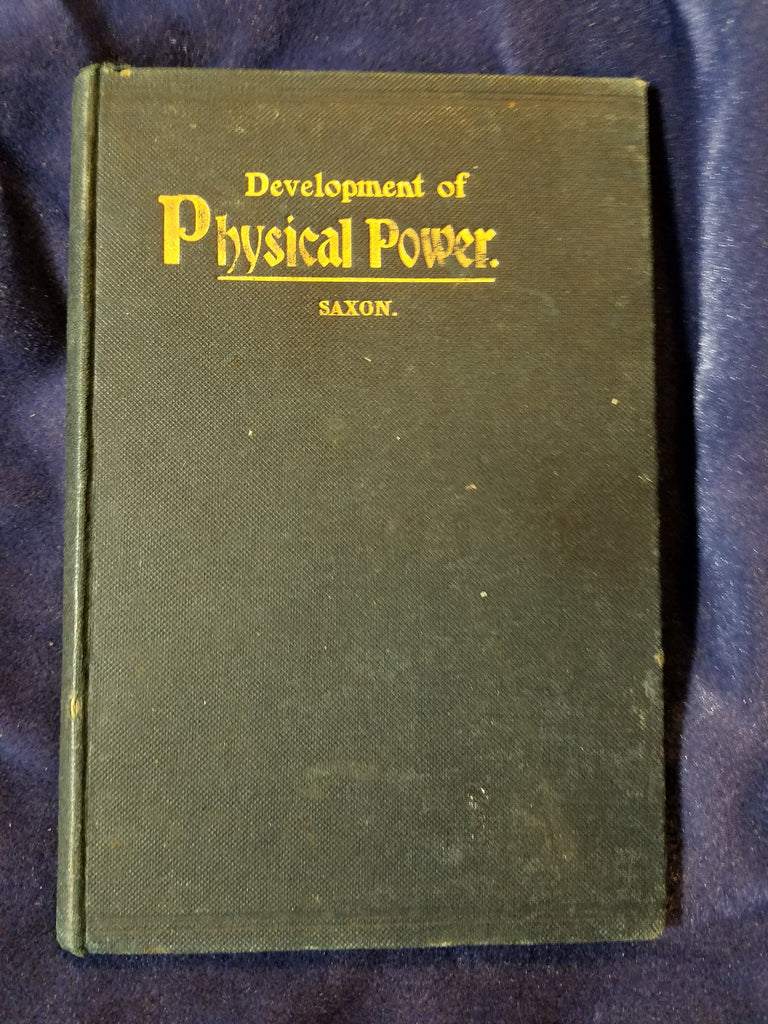 Development of
Physical Power.
SAXON.